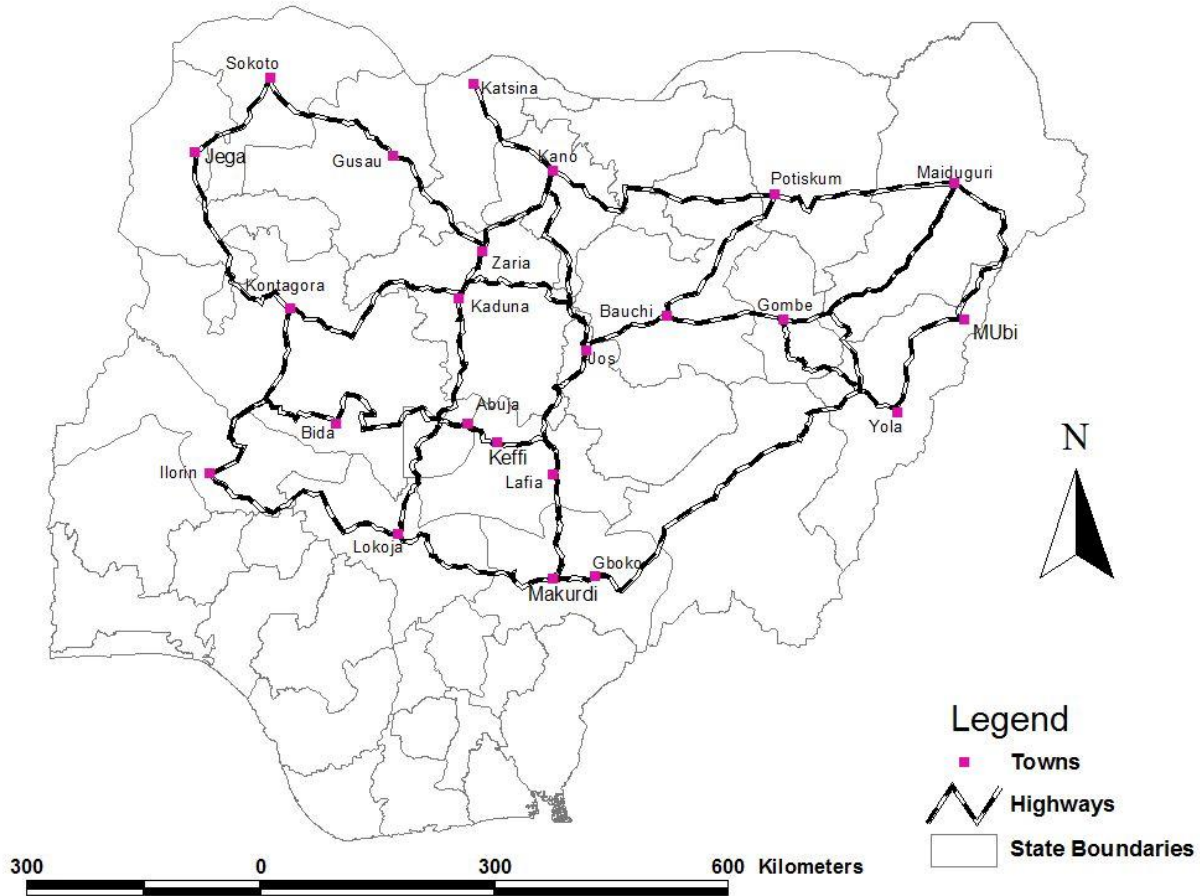 Sokoto
Katsina
Jega
Gusau
Kano
Potiskum
Maiduguri
Zaria
Kontagora
Kaduna
Bauchi
Gombe
MUbi
Jos
Abuja
Bida
Keffi
Yola
N
Ilorin
Lafia
Lokoja
Gboko
Makurdi
Legend
Towns
Highways
State Boundaries
300 0 300 600 Kilometers